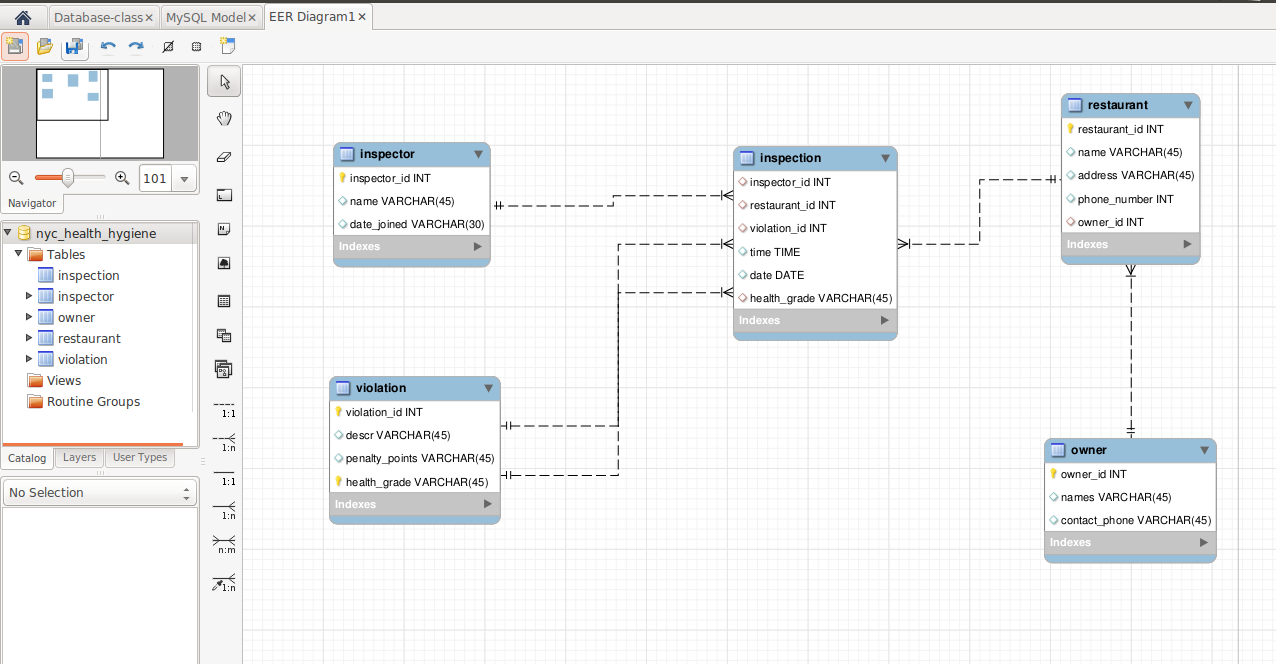 Database-class× MySQL Model× EER Diagram1×
101
Navigator
nyc_health_hygiene
Tables
inspection
inspector
owner
restaurant
violation
Views
Routine Groups
Catalog Layers User Types
No Selection
1:1
1:n
1:1
1:n
n:m
1:n
inspector
inspector_id INT
name VARCHAR(45)
date_joined VARCHAR(30)
Indexes
violation
violation_id INT
descr VARCHAR(45)
penalty_points VARCHAR(45)
health_grade VARCHAR(45)
Indexes
inspection
inspector_id INT
restaurant_id INT
violation_id INT
time TIME
date DATE
health_grade VARCHAR(45)
Indexes
restaurant
restaurant_id INT
name VARCHAR(45)
address VARCHAR(45)
phone_number INT
owner_id INT
Indexes
owner
owner_id INT
names VARCHAR(45)
contact_phone VARCHAR(45)
Indexes